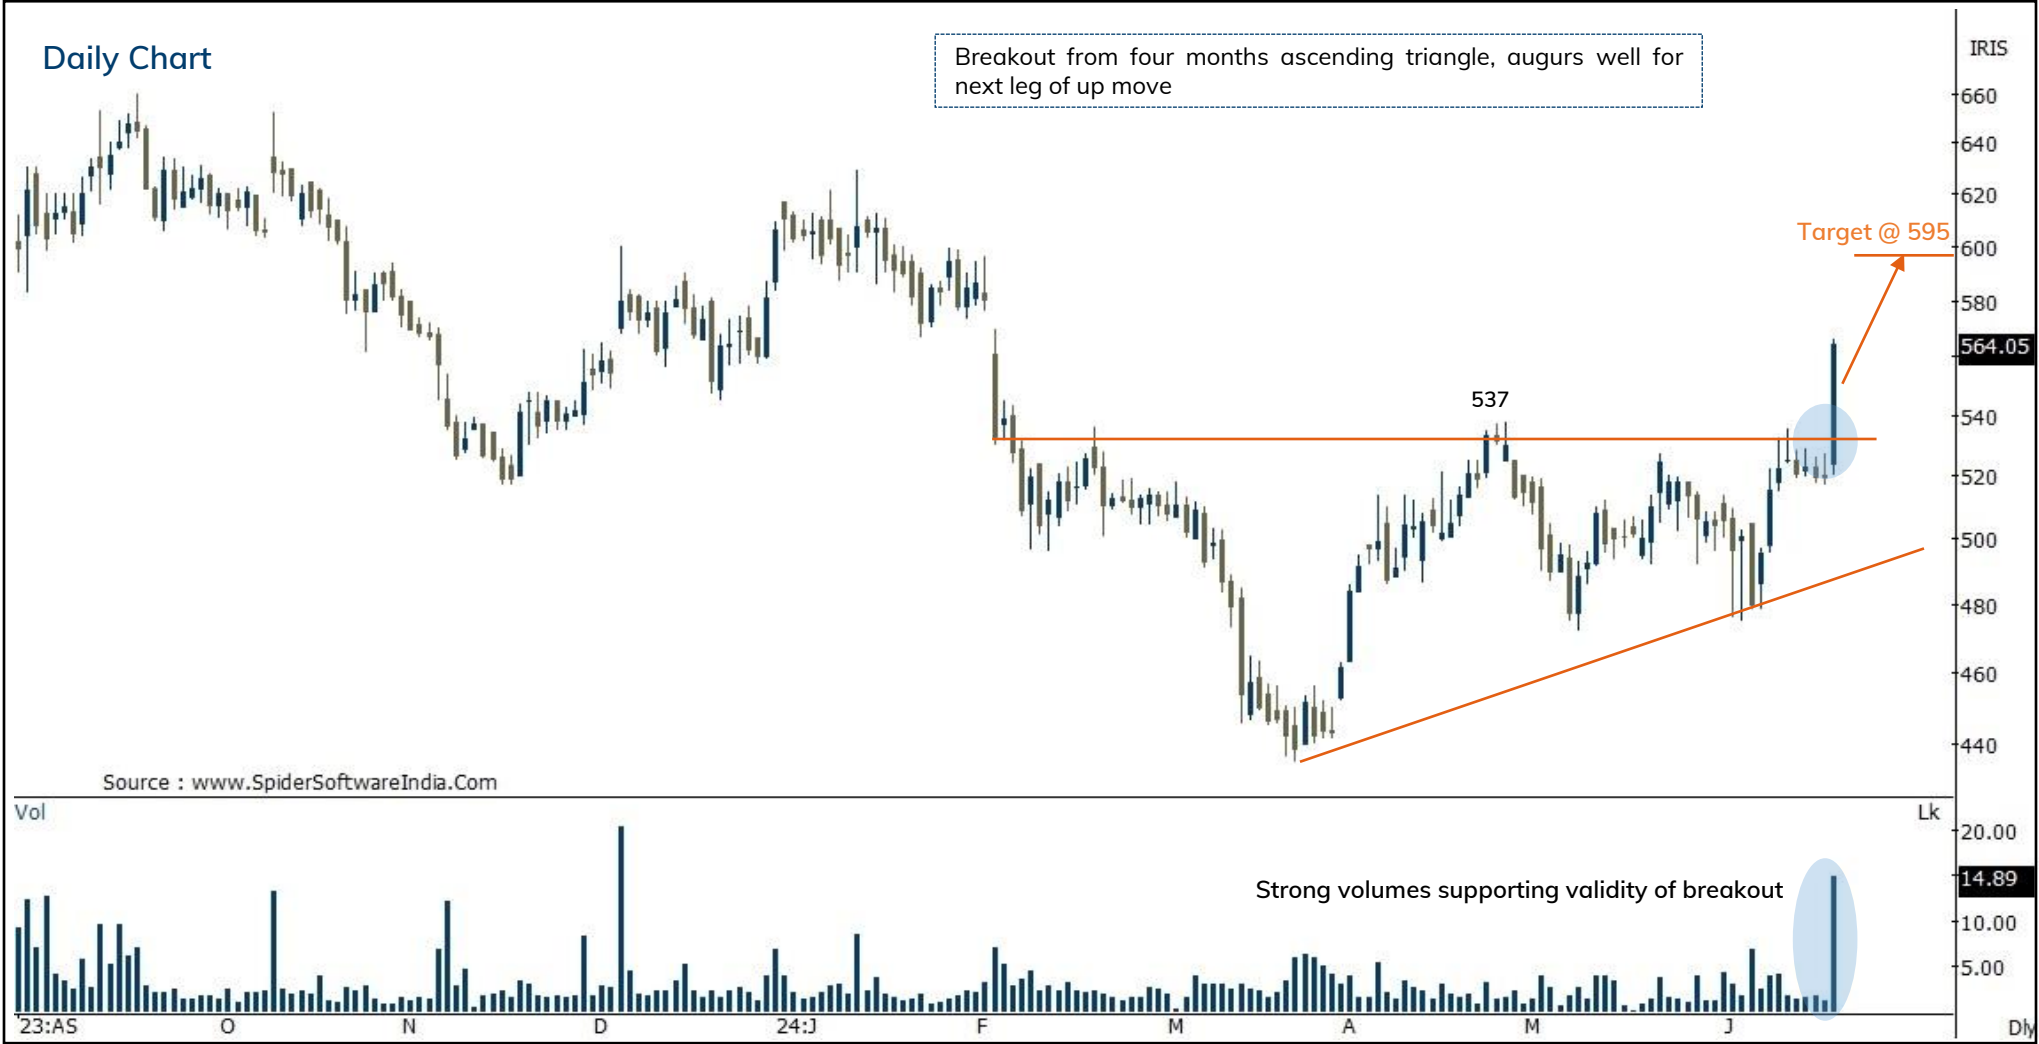 Daily Chart
Breakout from four months ascending triangle, augurs well for
next leg of up move
IRIS
660
640
620
Target @ 595
600
580
564.05
537
540
520
500
480
460
440
Source : www.SpiderSoftwareIndia.Com
Vol
Lk
20.00
Strong volumes supporting validity of breakout
14.89
10.00
5.00
23:AS O N D 24:J F M A M J Dly